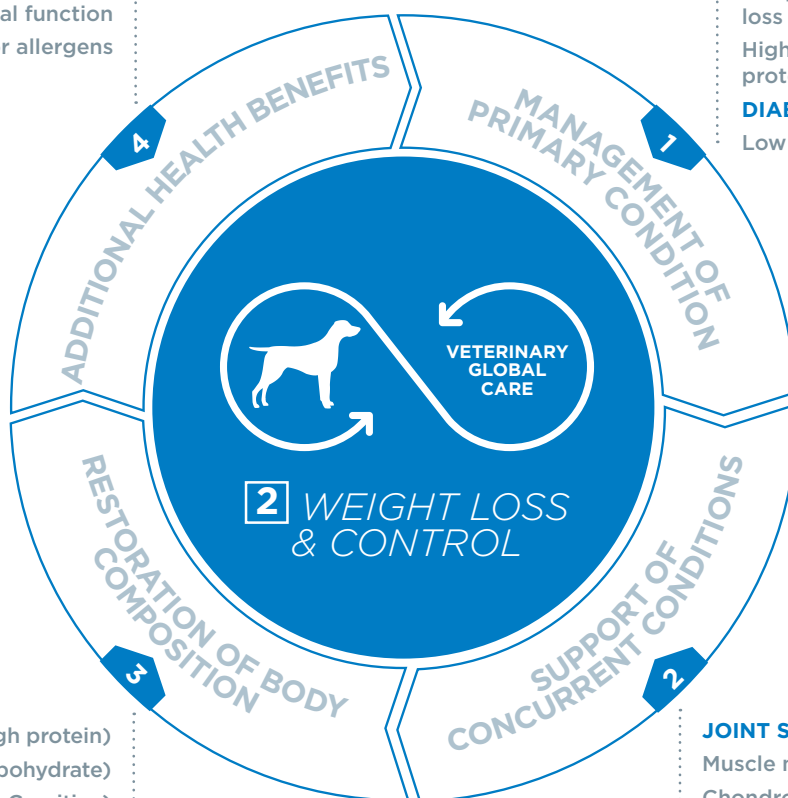 al function
r allergens
loss
High
prot
DIAB
Low
4
ADDITIONAL HEALTH BENEFITS
1
MANAGEMENT OF
PRIMARY CONDITION
VETERINARY
GLOBAL
CARE
2 WEIGHT LOSS
& CONTROL
RESTORATION OF BODY
COMPOSITION
3
SUPPORT OF
CONCURRENT CONDITIONS
2
gh protein)
bohydrate)
JOINT S
Muscle